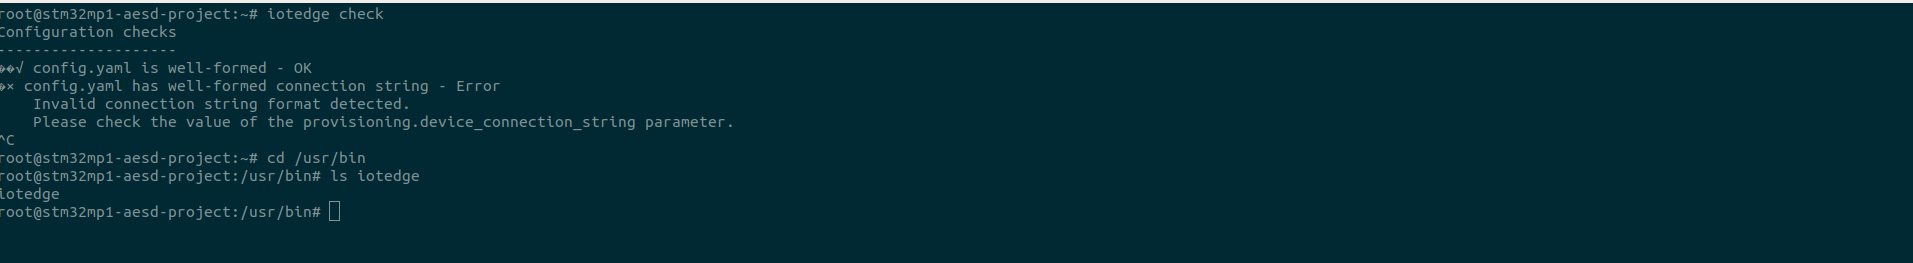 root@stm32mp1-aesd-project:~# iotedge check
Configuration checks
--------------------
��√ config.yaml is well-formed - OK
�× config.yaml has well-formed connection string - Error
    Invalid connection string format detected.
    Please check the value of the provisioning.device_connection_string parameter.
^C
root@stm32mp1-aesd-project:~# cd /usr/bin
root@stm32mp1-aesd-project:/usr/bin# ls iotedge
iotedge
root@stm32mp1-aesd-project:/usr/bin#